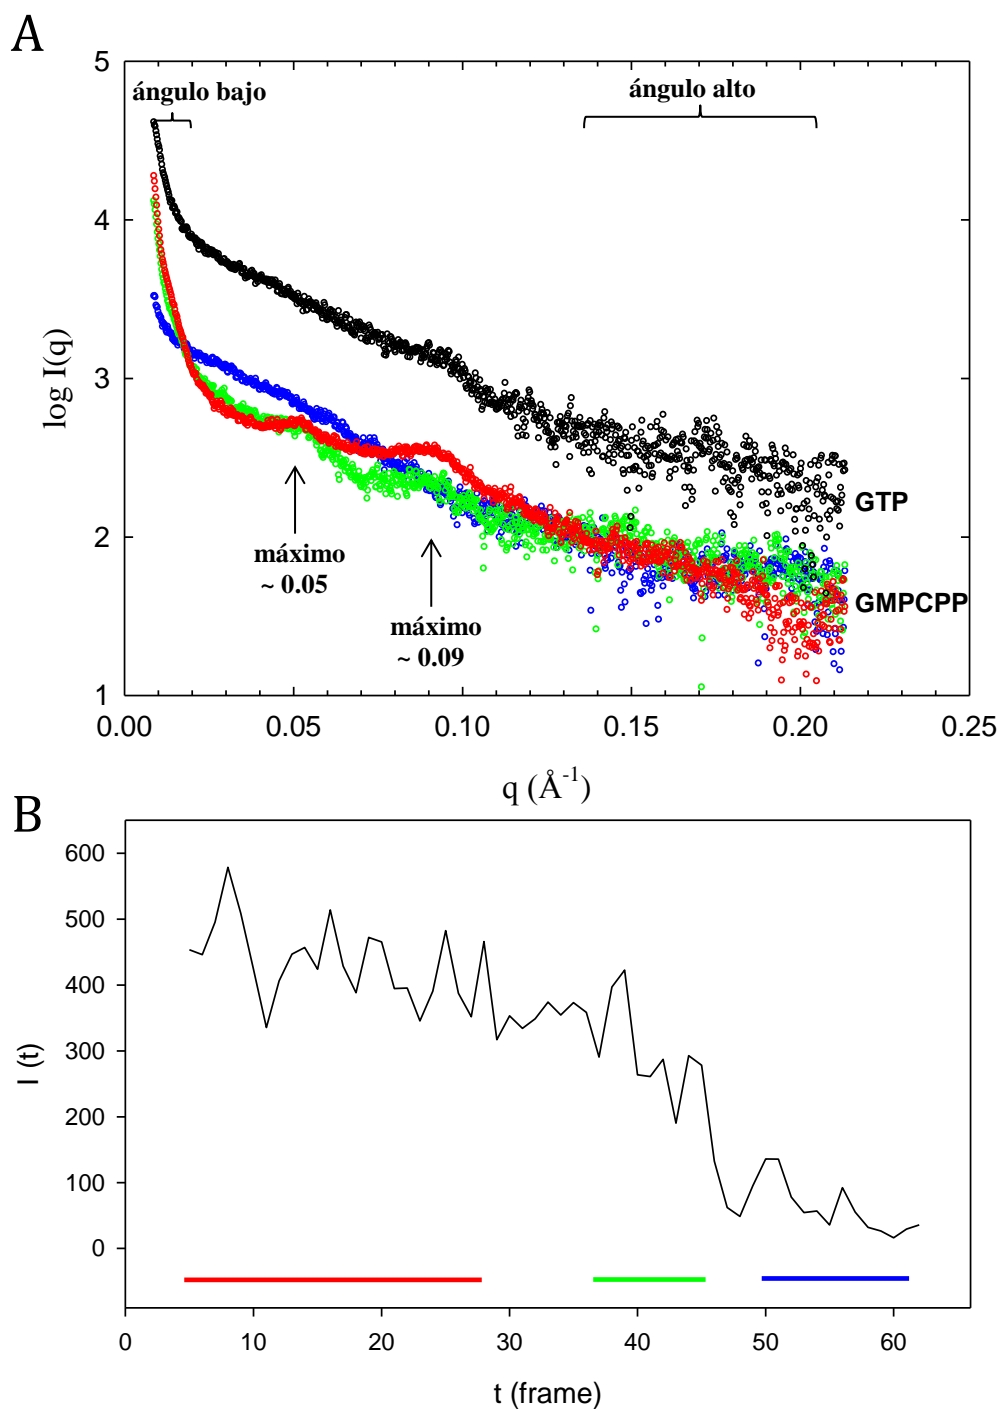 A
5
ángulo bajo
ángulo alto
4
log I(q)
3
GTP
2
máximo
~ 0.05
GMPCPP
máximo
~ 0.09
1
0.00 0.05 0.10 0.15 0.20 0.25
q (Å⁻¹)
B
600
500
400
I (t)
300
200
100
0
0 10 20 30 40 50 60
t (frame)